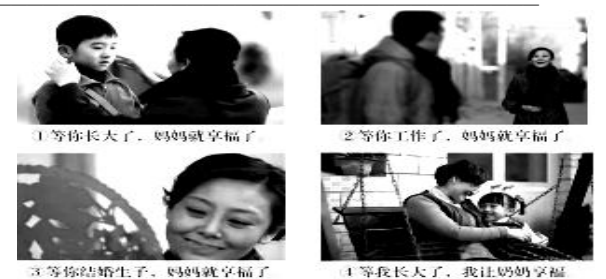 ①等你长大了，妈妈就享福了
②等你工作了，妈妈就享福了
③等你结婚生子，妈妈就享福了
④等我长大了，我让奶奶享福